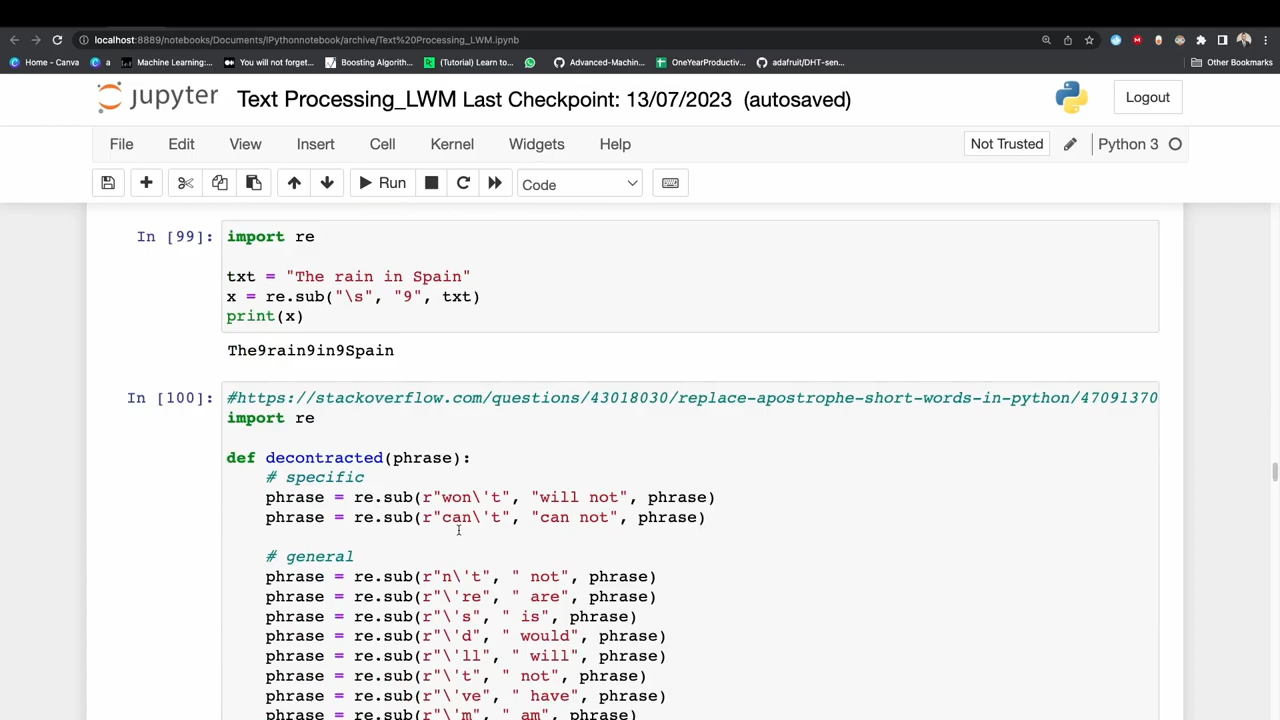 localhost:8889/notebooks/Documents/IPythonnotebook/archive/Text%20Processing_LWM.ipynb
Home - Canva a Machine Learning:... You will not forget... Boosting Algorith... (Tutorial) Learn to... Advanced-Machin... OneYearProductiv... adafruit/DHT-sen... Other Bookmarks
jupyter Text Processing_LWM Last Checkpoint: 13/07/2023 (autosaved) Logout
File Edit View Insert Cell Kernel Widgets Help Not Trusted Python 3
Run Code
In [99]: import re
txt = "The rain in Spain"
x = re.sub("\s", "9", txt)
print(x)
The9rain9in9Spain
In [100]: #https://stackoverflow.com/questions/43018030/replace-apostrophe-short-words-in-python/47091370
import re
def decontracted(phrase):
# specific
phrase = re.sub(r"won\'t", "will not", phrase)
phrase = re.sub(r"can\'t", "can not", phrase)
# general
phrase = re.sub(r"n\'t", " not", phrase)
phrase = re.sub(r"\'re", " are", phrase)
phrase = re.sub(r"\'s", " is", phrase)
phrase = re.sub(r"\'d", " would", phrase)
phrase = re.sub(r"\'ll", " will", phrase)
phrase = re.sub(r"\'t", " not", phrase)
phrase = re.sub(r"\'ve", " have", phrase)
phrase = re.sub(r"\'m", " am", phrase)